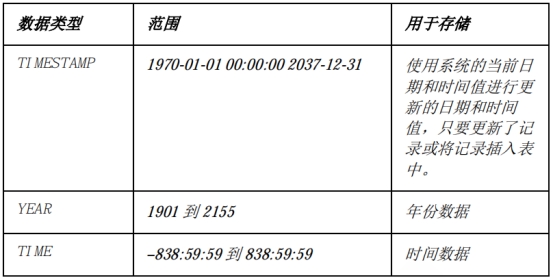 数据类型 范围 用于存储
TIMESTAMP 1970-01-01 00:00:00 2037-12-31 使用系统的当前日
期和时间值进行更
新的日期和时间
值，只要更新了记
录或将记录插入表
中。
YEAR 1901 到 2155 年份数据
TIME -838:59:59 到 838:59:59 时间数据